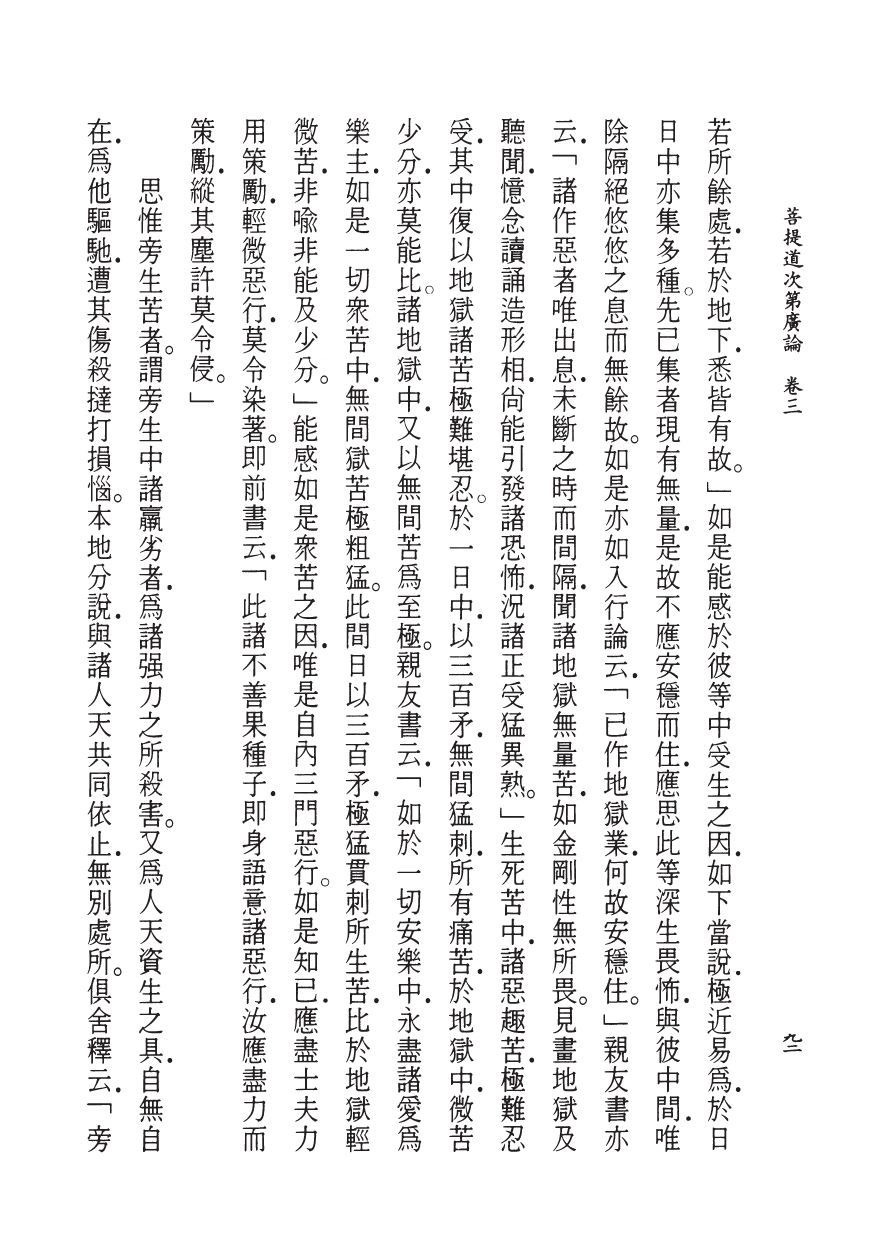 菩提道次第廣論　卷三
九二
若所餘處．若於地下．悉皆有故。」如是能感於彼等中受生之因．如下當說．極近易爲．於日
日中亦集多種。先已集者現有無量．是故不應安穩而住．應思此等深生畏怖．與彼中間．唯
除隔絕悠悠之息而無餘故。如是亦如入行論云．「已作地獄業．何故安穩住。」親友書亦
云．「諸作惡者唯出息．未斷之時而間隔．聞諸地獄無量苦．如金剛性無所畏。見畫地獄及
聽聞．憶念讀誦造形相．尙能引發諸恐怖．況諸正受猛異熟。」生死苦中．諸惡趣苦．極難忍
受．其中復以地獄諸苦極難堪忍。於一日中．以三百矛．無間猛刺．所有痛苦．於地獄中．微苦
少分．亦莫能比。諸地獄中．又以無間苦爲至極。親友書云．「如於一切安樂中．永盡諸愛爲
樂主．如是一切衆苦中．無間獄苦極粗猛。此間日以三百矛．極猛貫刺所生苦．比於地獄輕
微苦．非喩非能及少分。」能感如是衆苦之因．唯是自內三門惡行。如是知已．應盡士夫力
用策勵．輕微惡行．莫令染著。即前書云．「此諸不善果種子．即身語意諸惡行．汝應盡力而
策勵．縱其塵許莫令侵。」
思惟旁生苦者。謂旁生中諸羸劣者．爲諸强力之所殺害。又爲人天資生之具．自無自
在．爲他驅馳．遭其傷殺撻打損惱。本地分說．與諸人天共同依止．無別處所。俱舍釋云．「旁